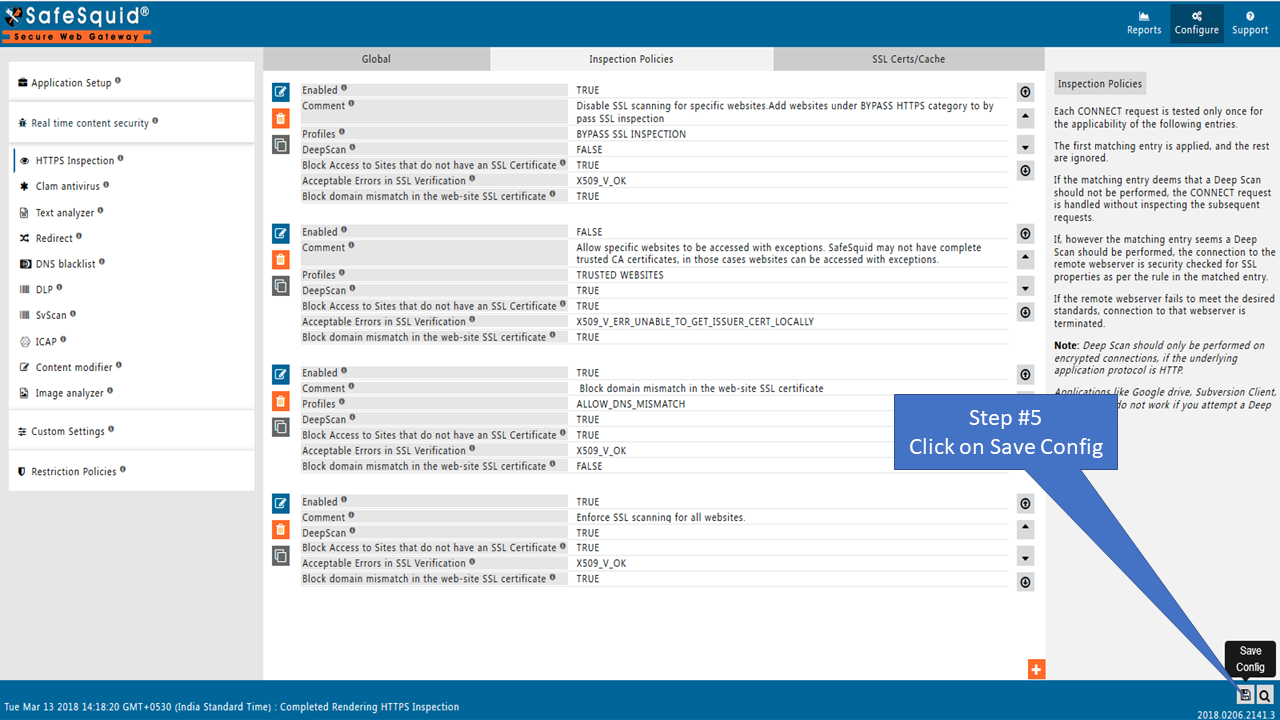 SafeSquid®
Secure Web Gateway
Reports
Configure
Support
Application Setup
Real time content security
HTTPS Inspection
Clam antivirus
Text analyzer
Redirect
DNS blacklist
DLP
SvScan
ICAP
Content modifier
Image analyzer
Custom Settings
Restriction Policies
Global
Inspection Policies
SSL Certs/Cache
Enabled TRUE
Comment Disable SSL scanning for specific websites.Add websites under BYPASS HTTPS category to by
pass SSL inspection
Profiles BYPASS SSL INSPECTION
DeepScan FALSE
Block Access to Sites that do not have an SSL Certificate TRUE
Acceptable Errors in SSL Verification X509_V_OK
Block domain mismatch in the web-site SSL certificate TRUE
Enabled FALSE
Comment Allow specific websites to be accessed with exceptions. SafeSquid may not have complete
trusted CA certificates, in those cases websites can be accessed with exceptions.
Profiles TRUSTED WEBSITES
DeepScan TRUE
Block Access to Sites that do not have an SSL Certificate TRUE
Acceptable Errors in SSL Verification X509_V_ERR_UNABLE_TO_GET_ISSUER_CERT_LOCALLY
Block domain mismatch in the web-site SSL certificate TRUE
Enabled TRUE
Comment Block domain mismatch in the web-site SSL certificate
Profiles ALLOW_DNS_MISMATCH
DeepScan TRUE
Block Access to Sites that do not have an SSL Certificate TRUE
Acceptable Errors in SSL Verification X509_V_OK
Block domain mismatch in the web-site SSL certificate FALSE
Enabled TRUE
Comment Enforce SSL scanning for all websites.
DeepScan TRUE
Block Access to Sites that do not have an SSL Certificate TRUE
Acceptable Errors in SSL Verification X509_V_OK
Block domain mismatch in the web-site SSL certificate TRUE
Inspection Policies
Each CONNECT request is tested only once for
the applicability of the following entries.
The first matching entry is applied, and the rest
are ignored.
If the matching entry deems that a Deep Scan
should not be performed, the CONNECT request
is handled without inspecting the subsequent
requests.
If, however the matching entry seems a Deep
Scan should be performed, the connection to the
remote webserver is security checked for SSL
properties as per the rule in the matched entry.
If the remote webserver fails to meet the desired
standards, connection to that webserver is
terminated.
Note: Deep Scan should only be performed on
encrypted connections, if the underlying
application protocol is HTTP.
Applications like Google drive, Subversion Client,
do not work if you attempt a Deep
Step #5
Click on Save Config
Save
Config
Tue Mar 13 2018 14:18:20 GMT+0530 (India Standard Time) : Completed Rendering HTTPS Inspection
2018.0206.2141.3